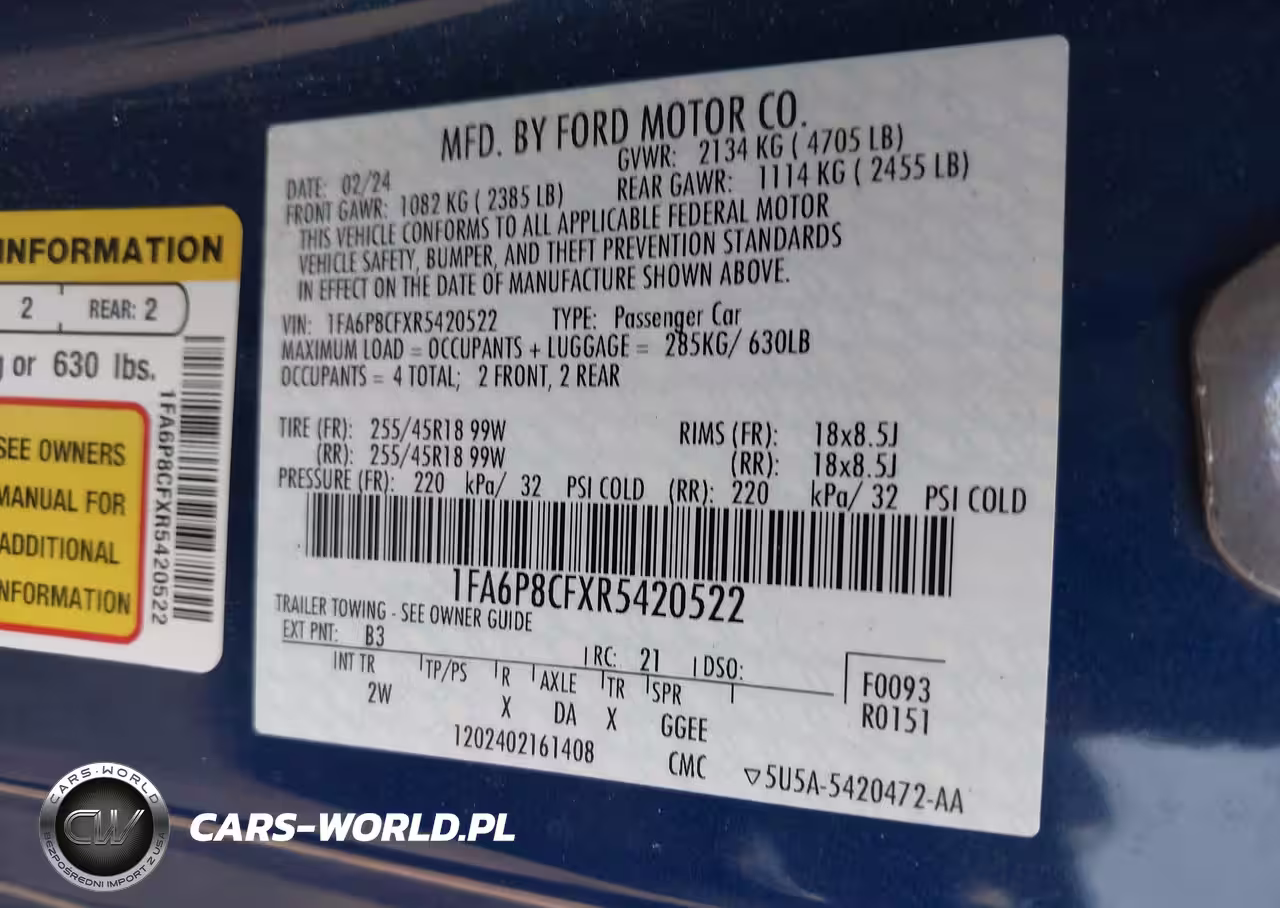 INFORMATION
2 REAR: 2
or 630 lbs.
SEE OWNERS
MANUAL FOR
ADDITIONAL
INFORMATION
1FA6P8CFXR5420522
MFD. BY FORD MOTOR CO.
DATE: 02/24 GVWR: 2134 KG ( 4705 LB)
FRONT GAWR: 1082 KG ( 2385 LB) REAR GAWR: 1114 KG ( 2455 LB)
THIS VEHICLE CONFORMS TO ALL APPLICABLE FEDERAL MOTOR
VEHICLE SAFETY, BUMPER, AND THEFT PREVENTION STANDARDS
IN EFFECT ON THE DATE OF MANUFACTURE SHOWN ABOVE.
VIN: 1FA6P8CFXR5420522 TYPE: Passenger Car
MAXIMUM LOAD = OCCUPANTS + LUGGAGE = 285KG/ 630LB
OCCUPANTS = 4 TOTAL; 2 FRONT, 2 REAR
TIRE (FR): 255/45R18 99W RIMS (FR): 18x8.5J
(RR): 255/45R18 99W (RR): 18x8.5J
PRESSURE (FR): 220 kPa/ 32 PSI COLD (RR): 220 kPa/ 32 PSI COLD
1FA6P8CFXR5420522
TRAILER TOWING - SEE OWNER GUIDE
EXT PNT: B3 RC: 21 DSO: F0093
INT TR TP/PS R AXLE TR SPR R0151
2W X DA X GGEE
1202402161408 CMC 5U5A-5420472-AA
CARS-WORLD
CW
BEZPOŚREDNI IMPORT Z USA
CARS-WORLD.PL